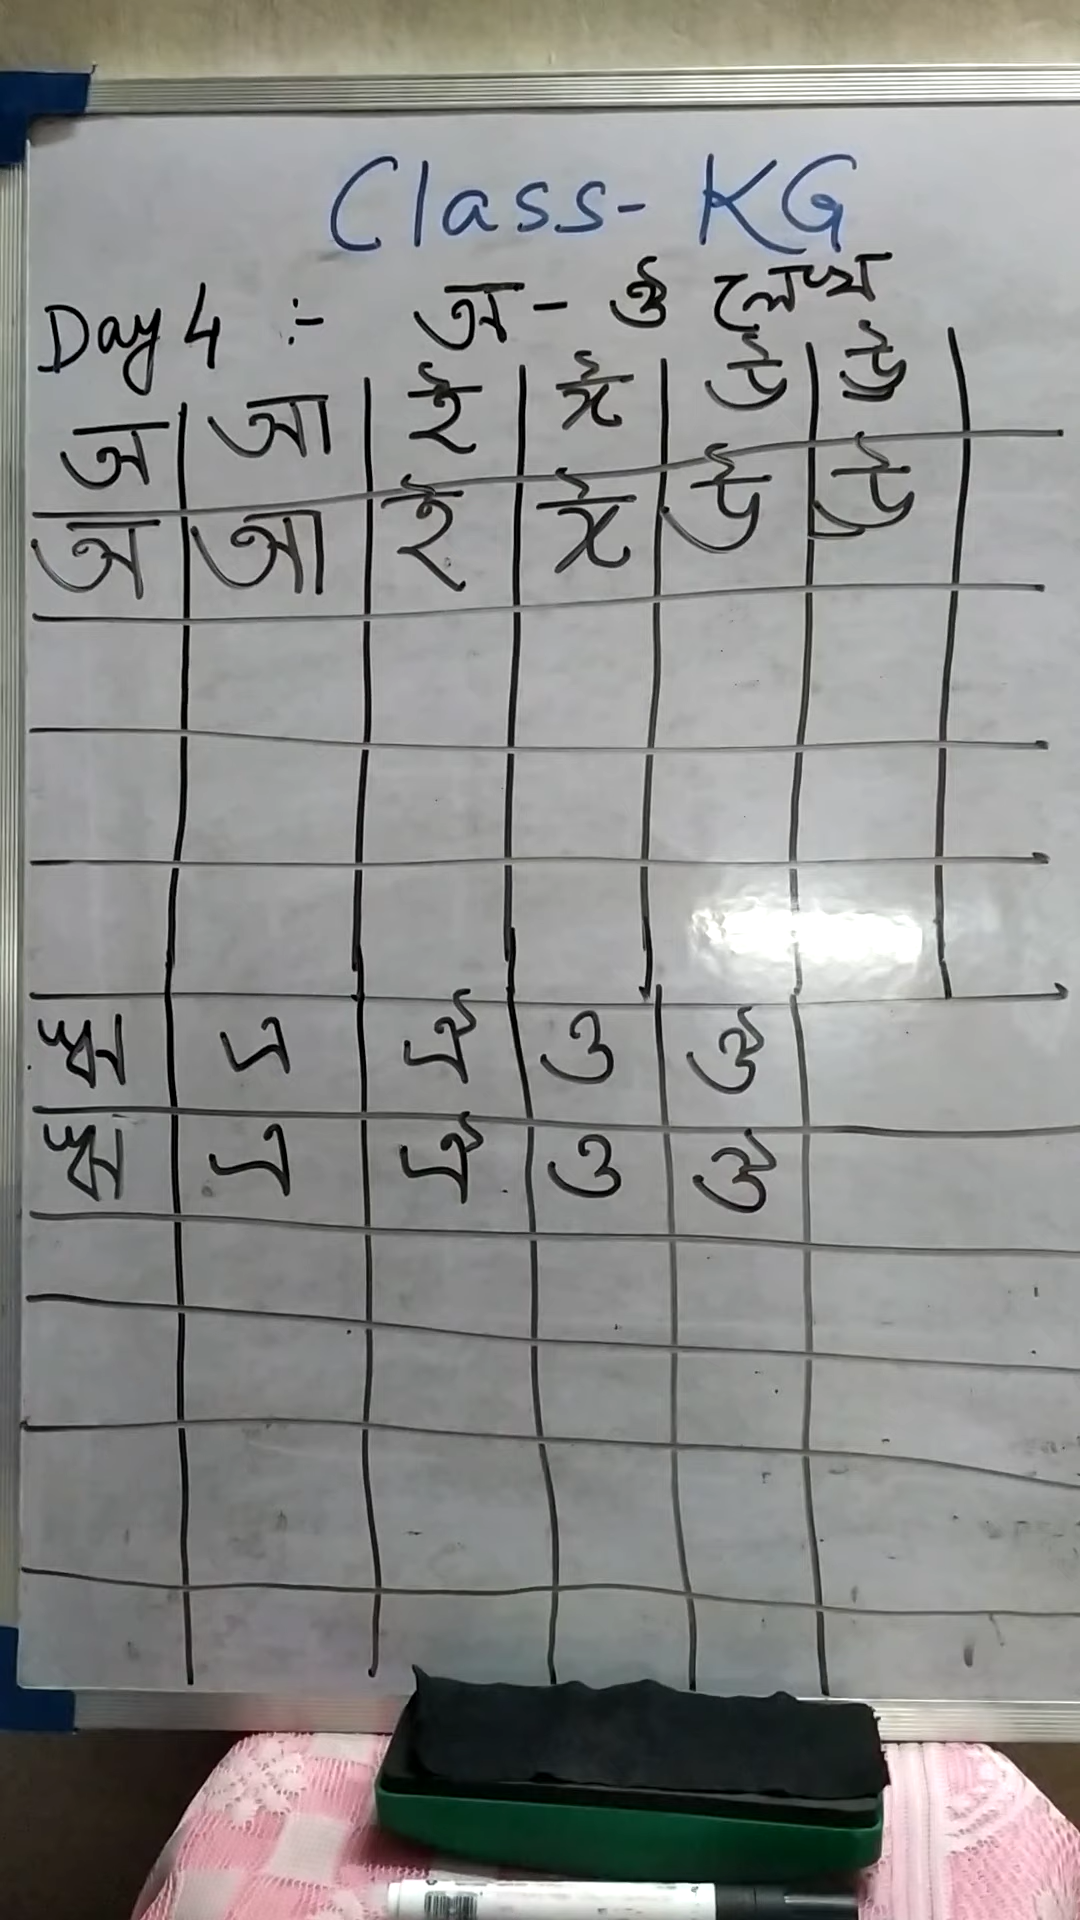 Class- KG
Day 4 :- অ - ঔ লেখ
অ আ ই ঈ উ ঊ
অ আ ই ঈ উ ঊ
ঋ এ ঐ ও ঔ
ঋ এ ঐ ও ঔ